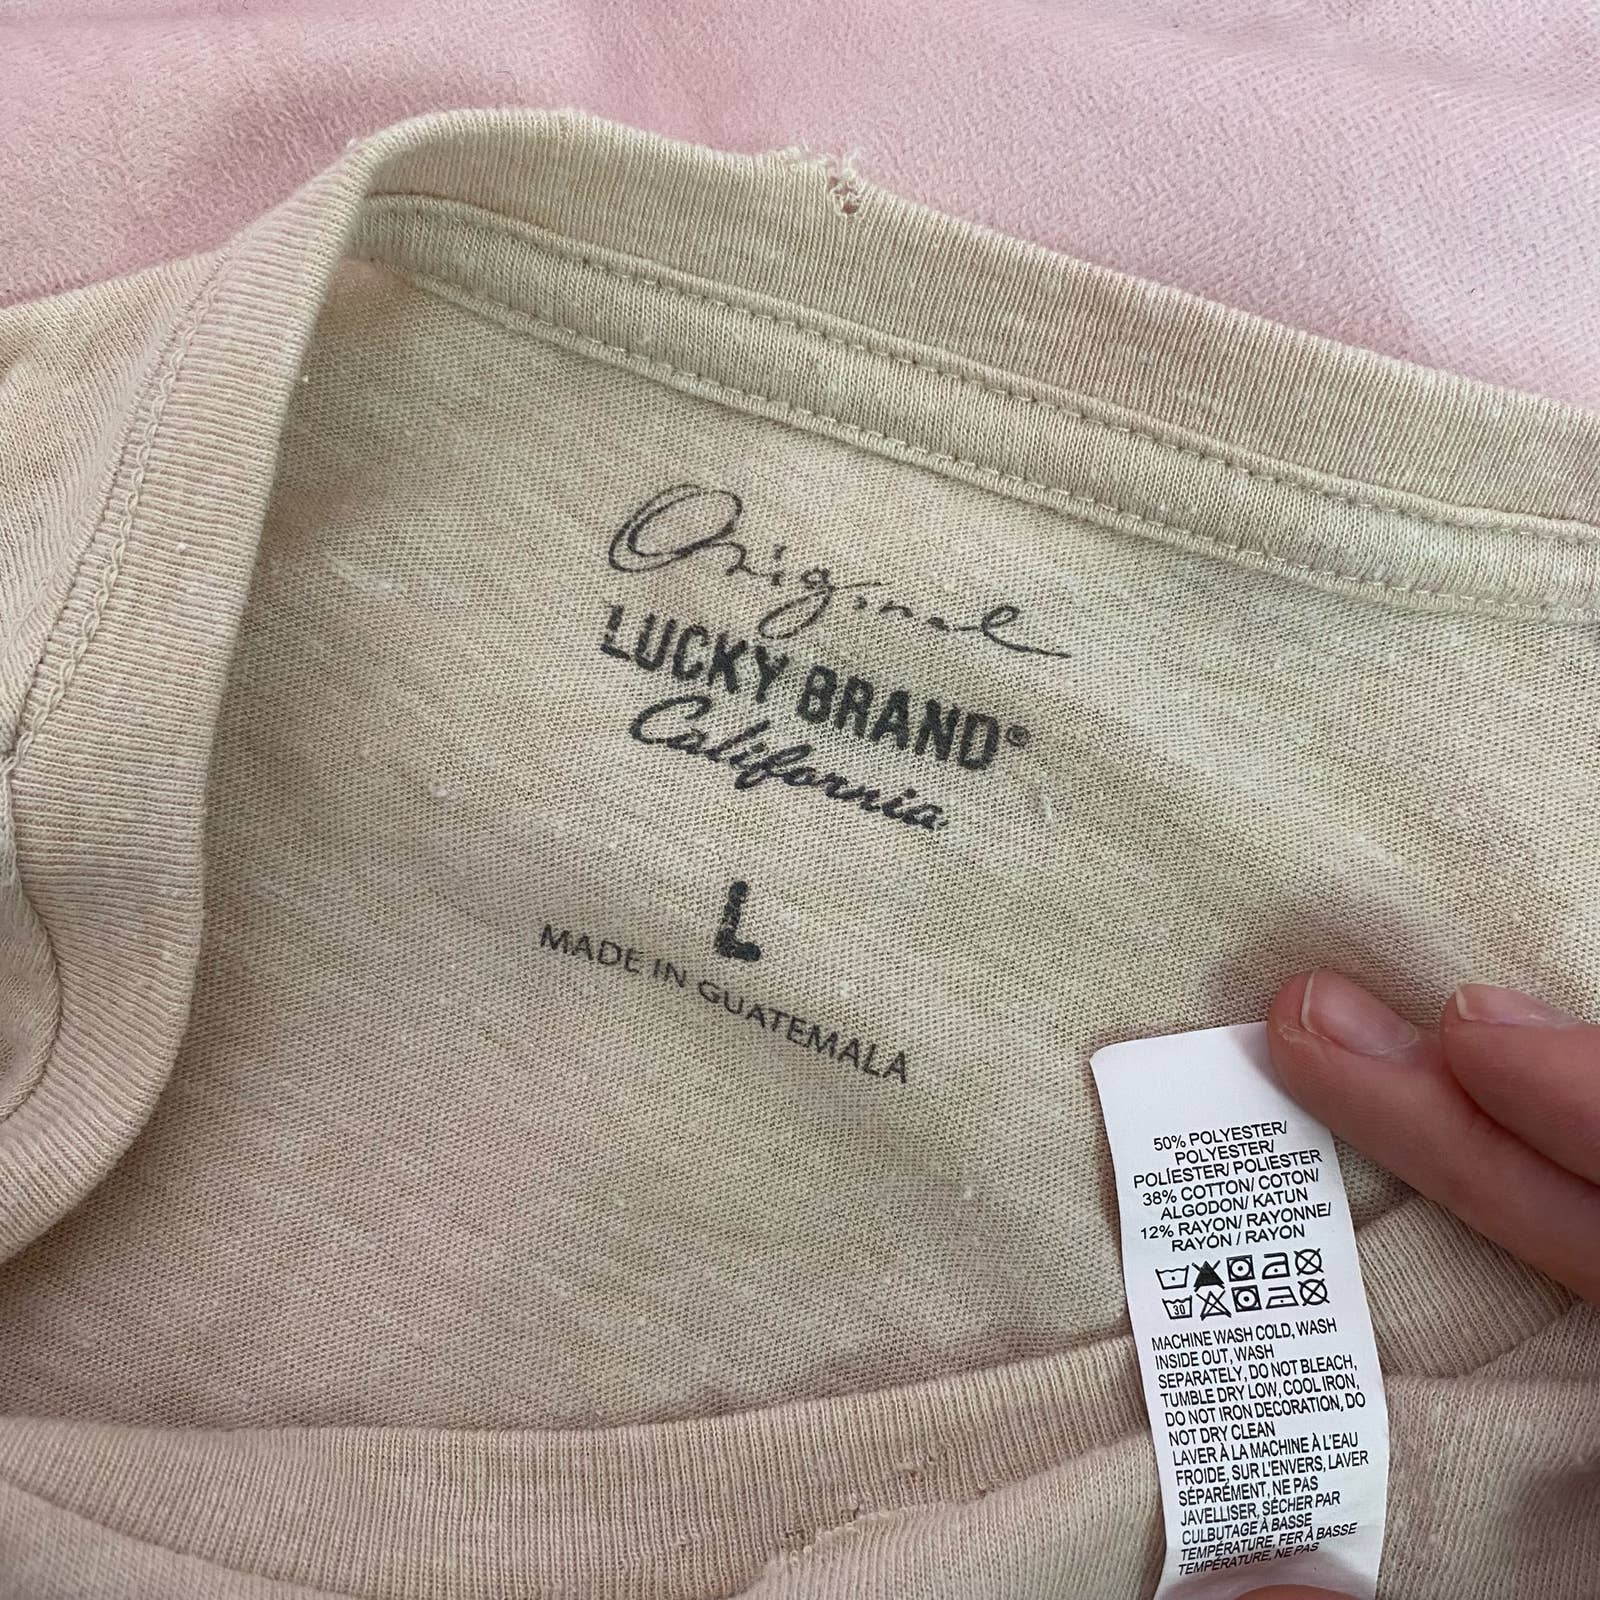 Original
LUCKY BRAND®
California
L
MADE IN GUATEMALA
50% POLYESTER/
POLYESTER/
POLÍESTER/ POLIESTER
38% COTTON/ COTON/
ALGODON/ KATUN
12% RAYON/ RAYONNE/
RAYÓN / RAYON
30
MACHINE WASH COLD, WASH
INSIDE OUT, WASH
SEPARATELY, DO NOT BLEACH,
TUMBLE DRY LOW, COOL IRON,
DO NOT IRON DECORATION, DO
NOT DRY CLEAN
LAVER À LA MACHINE À L'EAU
FROIDE, SUR L'ENVERS, LAVER
SÉPARÉMENT, NE PAS
JAVELLISER, SÉCHER PAR
CULBUTAGE À BASSE
TEMPÉRATURE, FER À BASSE
TEMPÉRATURE, NE PAS